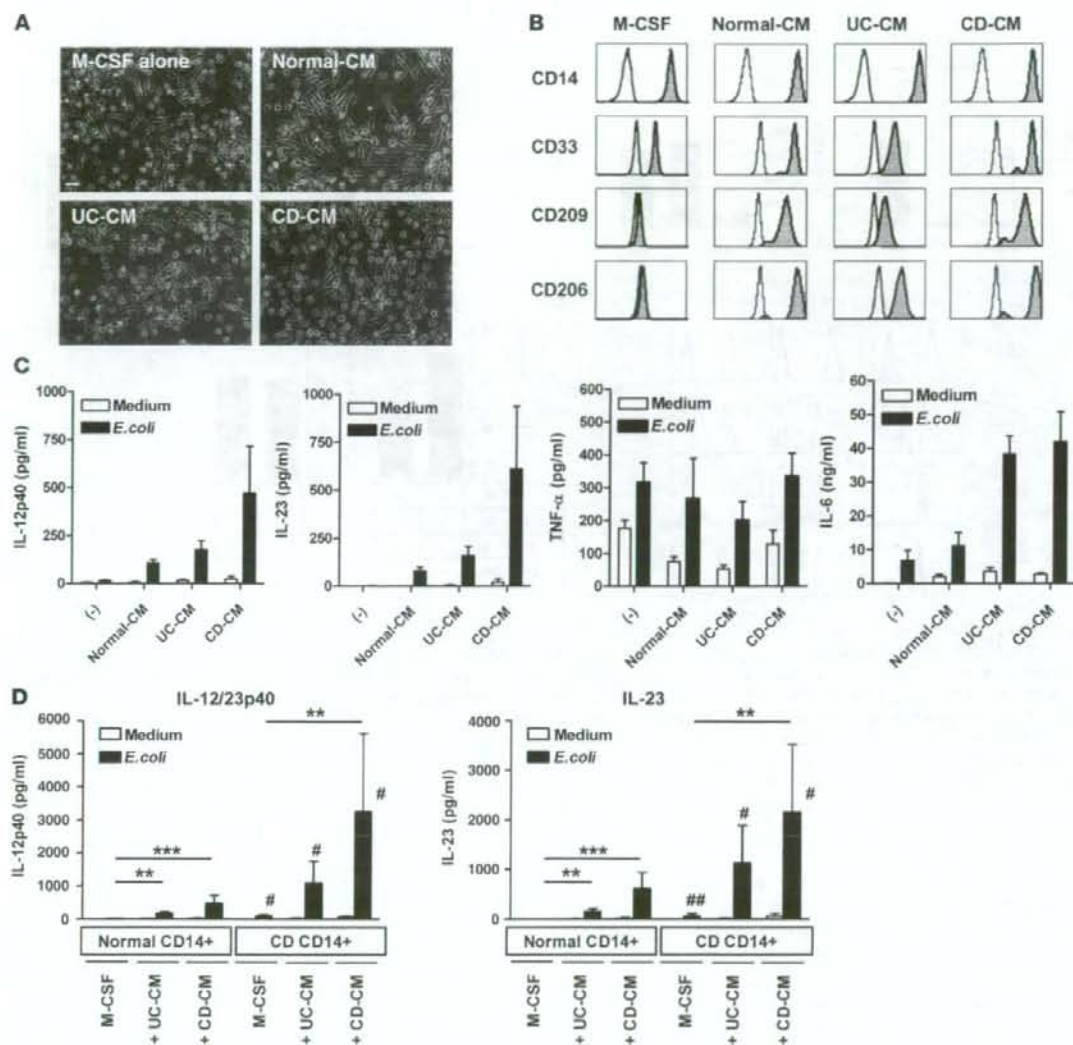 A
M-CSF alone
Normal-CM
UC-CM
CD-CM
B
M-CSF
Normal-CM
UC-CM
CD-CM
CD14
CD33
CD209
CD206
C
1000
750
500
250
0
IL-12p40 (pg/ml)
Medium
E.coli
(-)
Normal-CM
UC-CM
CD-CM
1000
750
500
250
0
IL-23 (pg/ml)
Medium
E.coli
(-)
Normal-CM
UC-CM
CD-CM
600
500
400
300
200
100
0
TNF-α (pg/ml)
Medium
E.coli
(-)
Normal-CM
UC-CM
CD-CM
60
50
40
30
20
10
0
IL-6 (ng/ml)
Medium
E.coli
(-)
Normal-CM
UC-CM
CD-CM
D
IL-12/23p40
6000
5000
4000
3000
2000
1000
0
IL-12p40 (pg/ml)
Medium
E.coli
**
***
**
#
#
#
Normal CD14+
CD CD14+
M-CSF
+ UC-CM
+ CD-CM
M-CSF
+ UC-CM
+ CD-CM
IL-23
4000
3000
2000
1000
0
IL-23 (pg/ml)
Medium
E.coli
**
***
**
##
#
#
Normal CD14+
CD CD14+
M-CSF
+ UC-CM
+ CD-CM
M-CSF
+ UC-CM
+ CD-CM